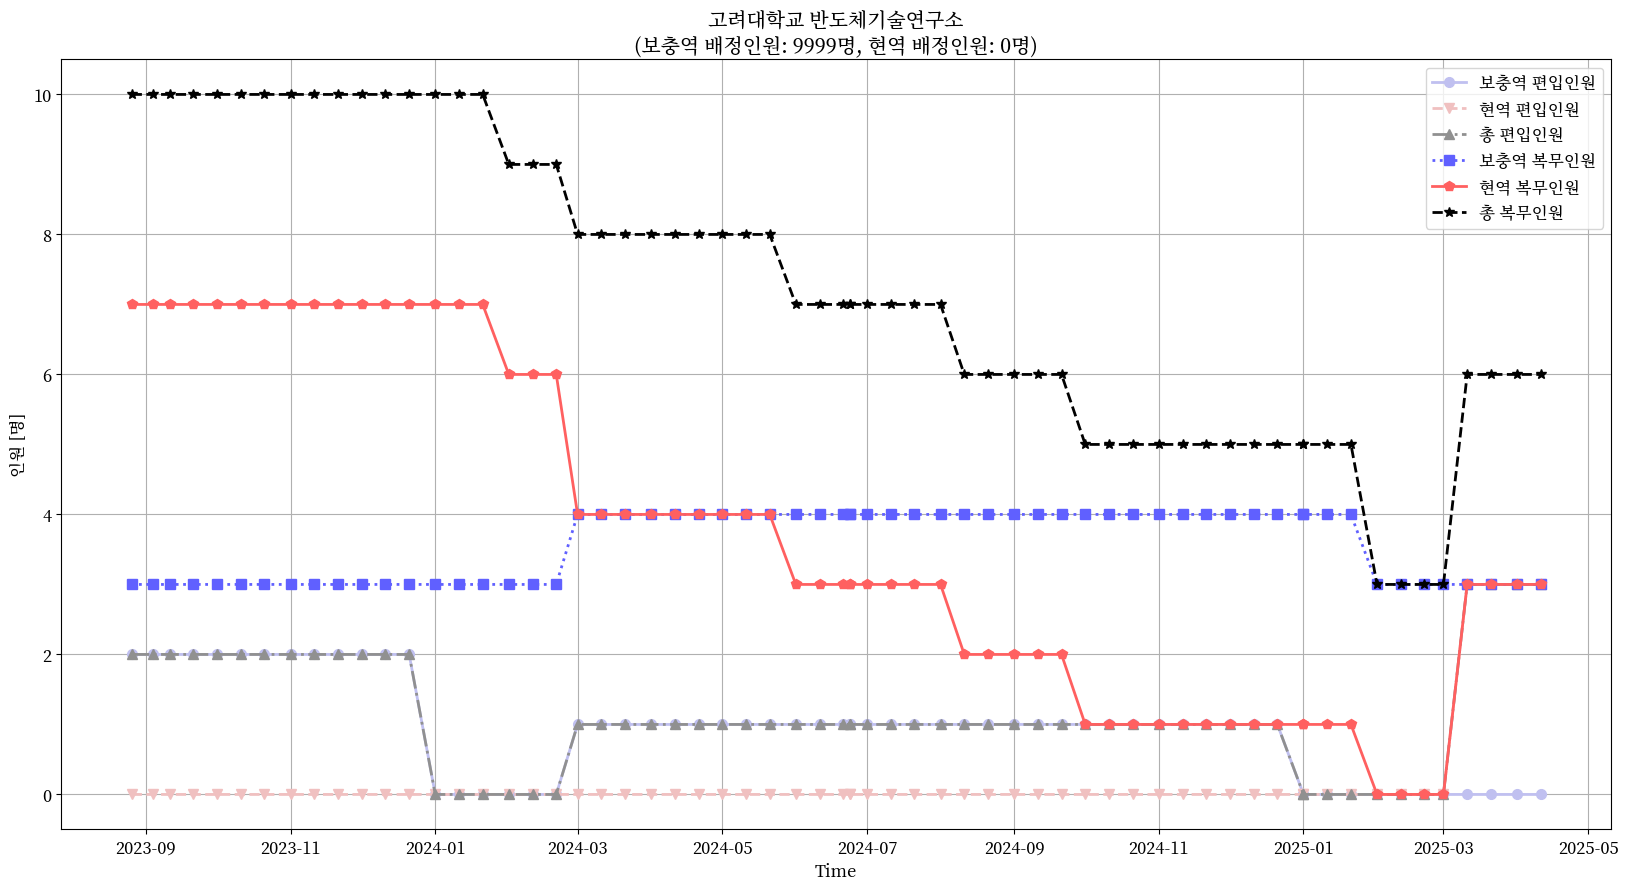 고려대학교 반도체기술연구소
(보충역 배정인원: 9999명, 현역 배정인원: 0명)
보충역 편입인원
현역 편입인원
총 편입인원
보충역 복무인원
현역 복무인원
총 복무인원
인원 [명]
10
8
6
4
2
0
2023-09
2023-11
2024-01
2024-03
2024-05
2024-07
2024-09
2024-11
2025-01
2025-03
2025-05
Time